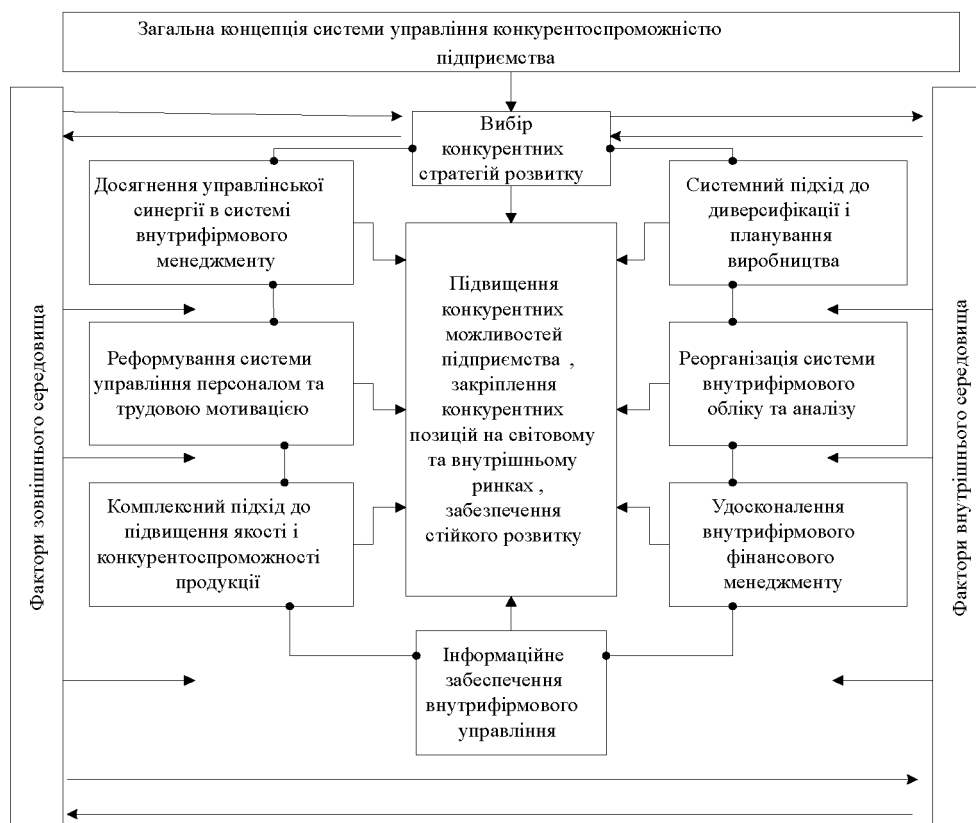 Загальна концепція системи управління конкурентоспроможністю
підприємства
Фактори зовнішнього середовища
Вибір
конкурентних
стратегій розвитку
Досягнення управлінської
синергії в системі
внутрифірмового
менеджменту
Системний підхід до
диверсифікації і
планування
виробництва
Підвищення
конкурентних
можливостей
підприємства ,
закріплення
конкурентних
позицій на світовому
та внутрішньому
ринках ,
забезпечення
стійкого розвитку
Реформування системи
управління персоналом та
трудовою мотивацією
Реорганізація системи
внутрифірмового
обліку та аналізу
Комплексний підхід до
підвищення якості і
конкурентоспроможності
продукції
Удосконалення
внутрифірмового
фінансового
менеджменту
Інформаційне
забеспечення
внутрифірмового
управління
Фактори внутрішнього середовища